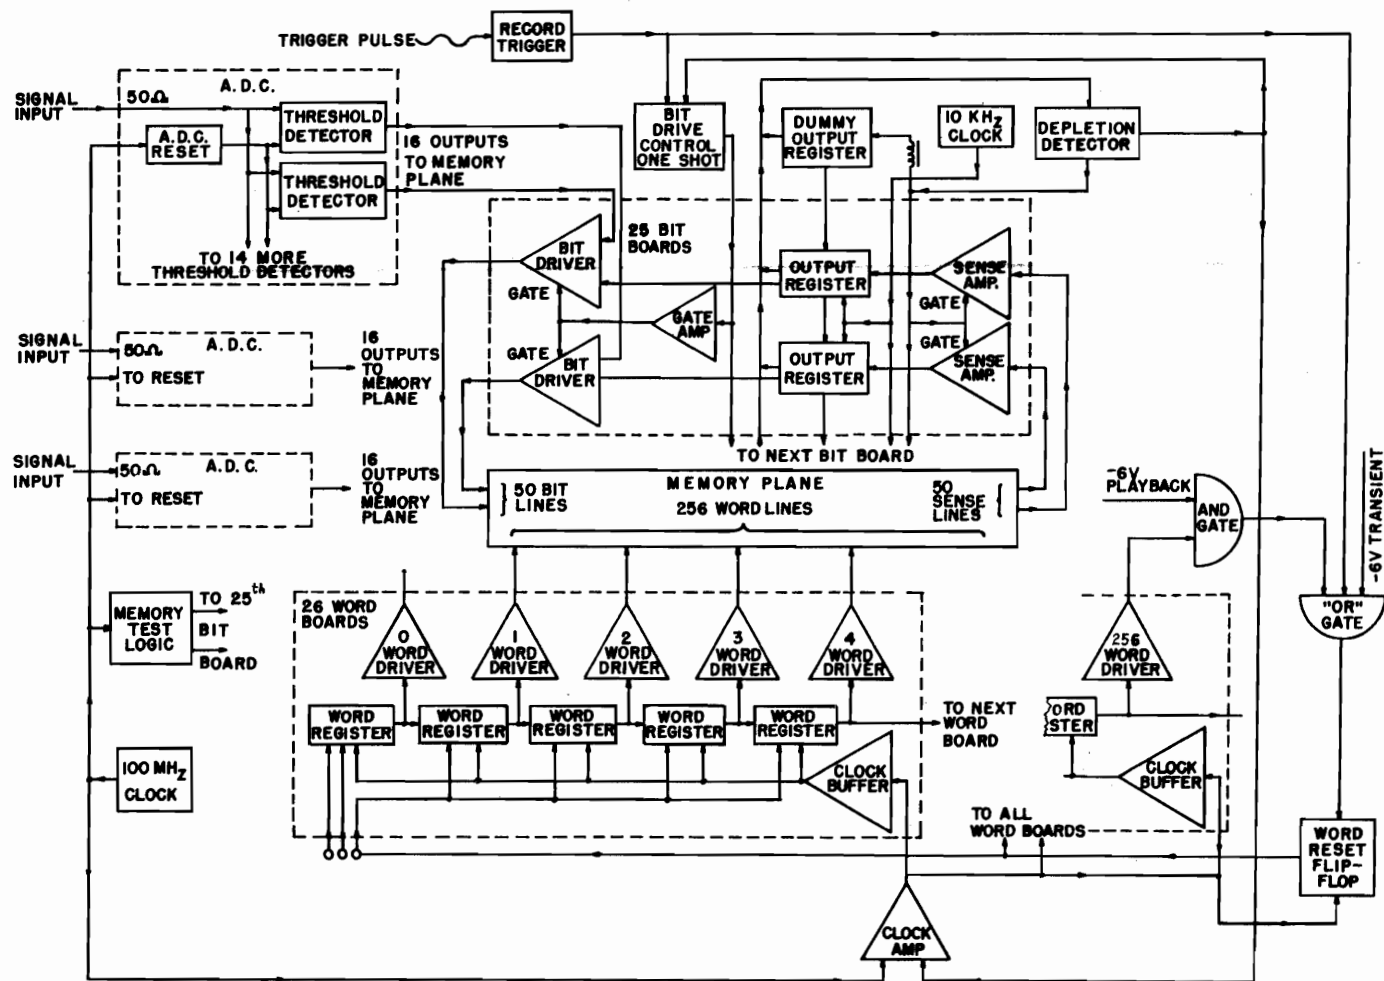 TRIGGER PULSE
RECORD
TRIGGER
SIGNAL
INPUT
50Ω
A.D.C.
A.D.C.
RESET
THRESHOLD
DETECTOR
THRESHOLD
DETECTOR
TO 14 MORE
THRESHOLD DETECTORS
16 OUTPUTS
TO MEMORY
PLANE
BIT
DRIVE
CONTROL
ONE SHOT
DUMMY
OUTPUT
REGISTER
10 KHz
CLOCK
DEPLETION
DETECTOR
25 BIT
BOARDS
BIT
DRIVER
GATE
GATE
AMP
GATE
BIT
DRIVER
OUTPUT
REGISTER
OUTPUT
REGISTER
SENSE
AMP.
GATE
GATE
SENSE
AMP.
TO NEXT BIT BOARD
SIGNAL
INPUT
50Ω
A.D.C.
TO RESET
16
OUTPUTS
TO
MEMORY
PLANE
SIGNAL
INPUT
50Ω
A.D.C.
TO RESET
16
OUTPUTS
TO
MEMORY
PLANE
50 BIT
LINES
MEMORY PLANE
256 WORD LINES
50
SENSE
LINES
-6V
PLAYBACK
AND
GATE
-6V TRANSIENT
"OR"
GATE
MEMORY
TEST
LOGIC
TO 25th
BIT
BOARD
26 WORD
BOARDS
0
WORD
DRIVER
1
WORD
DRIVER
2
WORD
DRIVER
3
WORD
DRIVER
4
WORD
DRIVER
256
WORD
DRIVER
WORD
REGISTER
WORD
REGISTER
WORD
REGISTER
WORD
REGISTER
WORD
REGISTER
TO NEXT
WORD
BOARD
ORD
STER
CLOCK
BUFFER
CLOCK
BUFFER
100 MHz
CLOCK
TO ALL
WORD BOARDS
WORD
RESET
FLIP-
FLOP
CLOCK
AMP